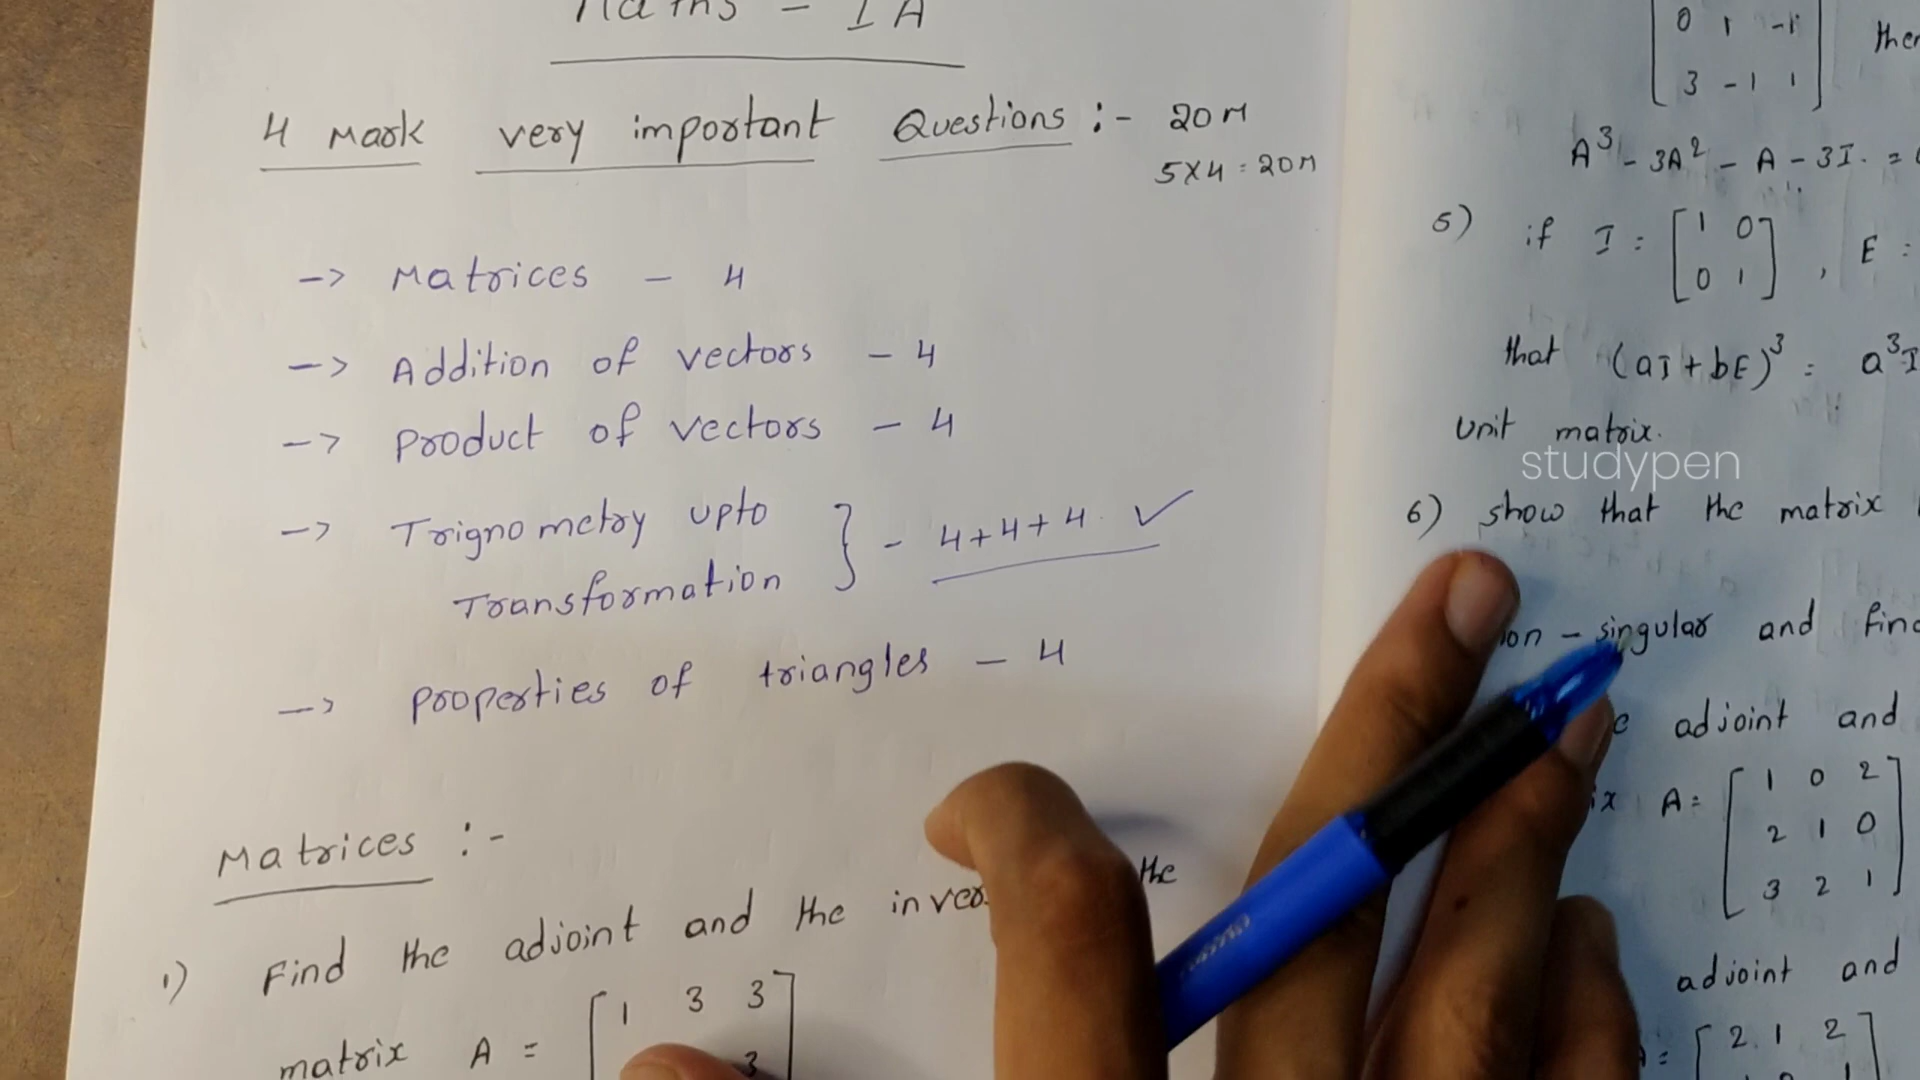 Maths - IA
4 Mark very important Questions :- 20M
5X4 = 20M
-> Matrices - 4
-> Addition of vectors - 4
-> Product of vectors - 4
-> Trignometry upto
Transformation } - 4+4+4 ✓
-> Properties of triangles - 4
Matrices :-
1) Find the adjoint and the the
matrix A = [ 1 3 3
3
0 1 -1
3 -1 1
A³ - 3A² - A - 3I. =
5) if I = [ 1 0
0 1 ] , E =
that (aI + bE)³ = a³I
Unit matrix.
studypen
6) show that the matrix
- singular and find
adjoint and
A = [ 1 0 2
2 1 0
3 2 1 ]
adjoint and
= [ 2 1 2 ]